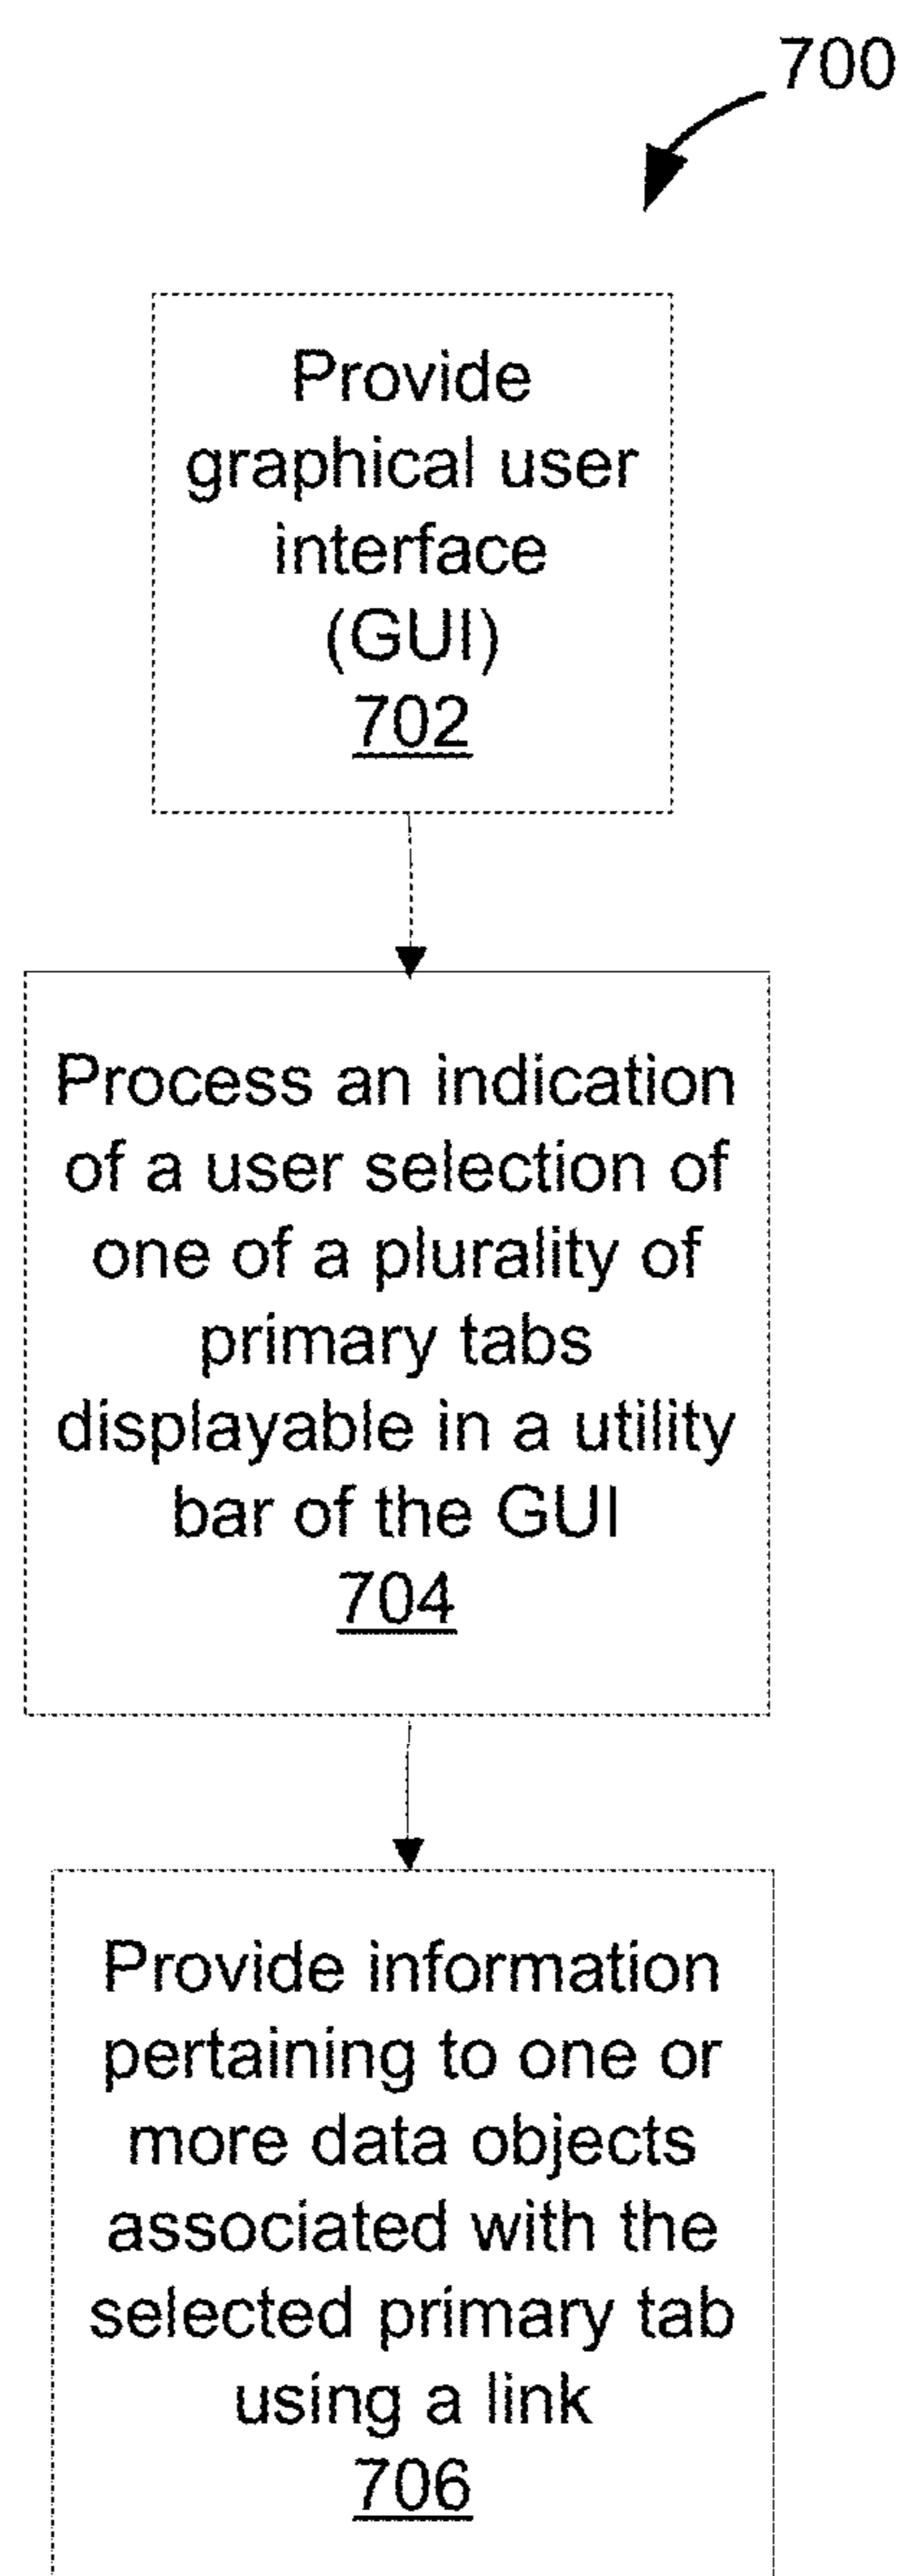 700
Provide
graphical user
interface
(GUI)
702
Process an indication
of a user selection of
one of a plurality of
primary tabs
displayable in a utility
bar of the GUI
704
Provide information
pertaining to one or
more data objects
associated with the
selected primary tab
using a link
706